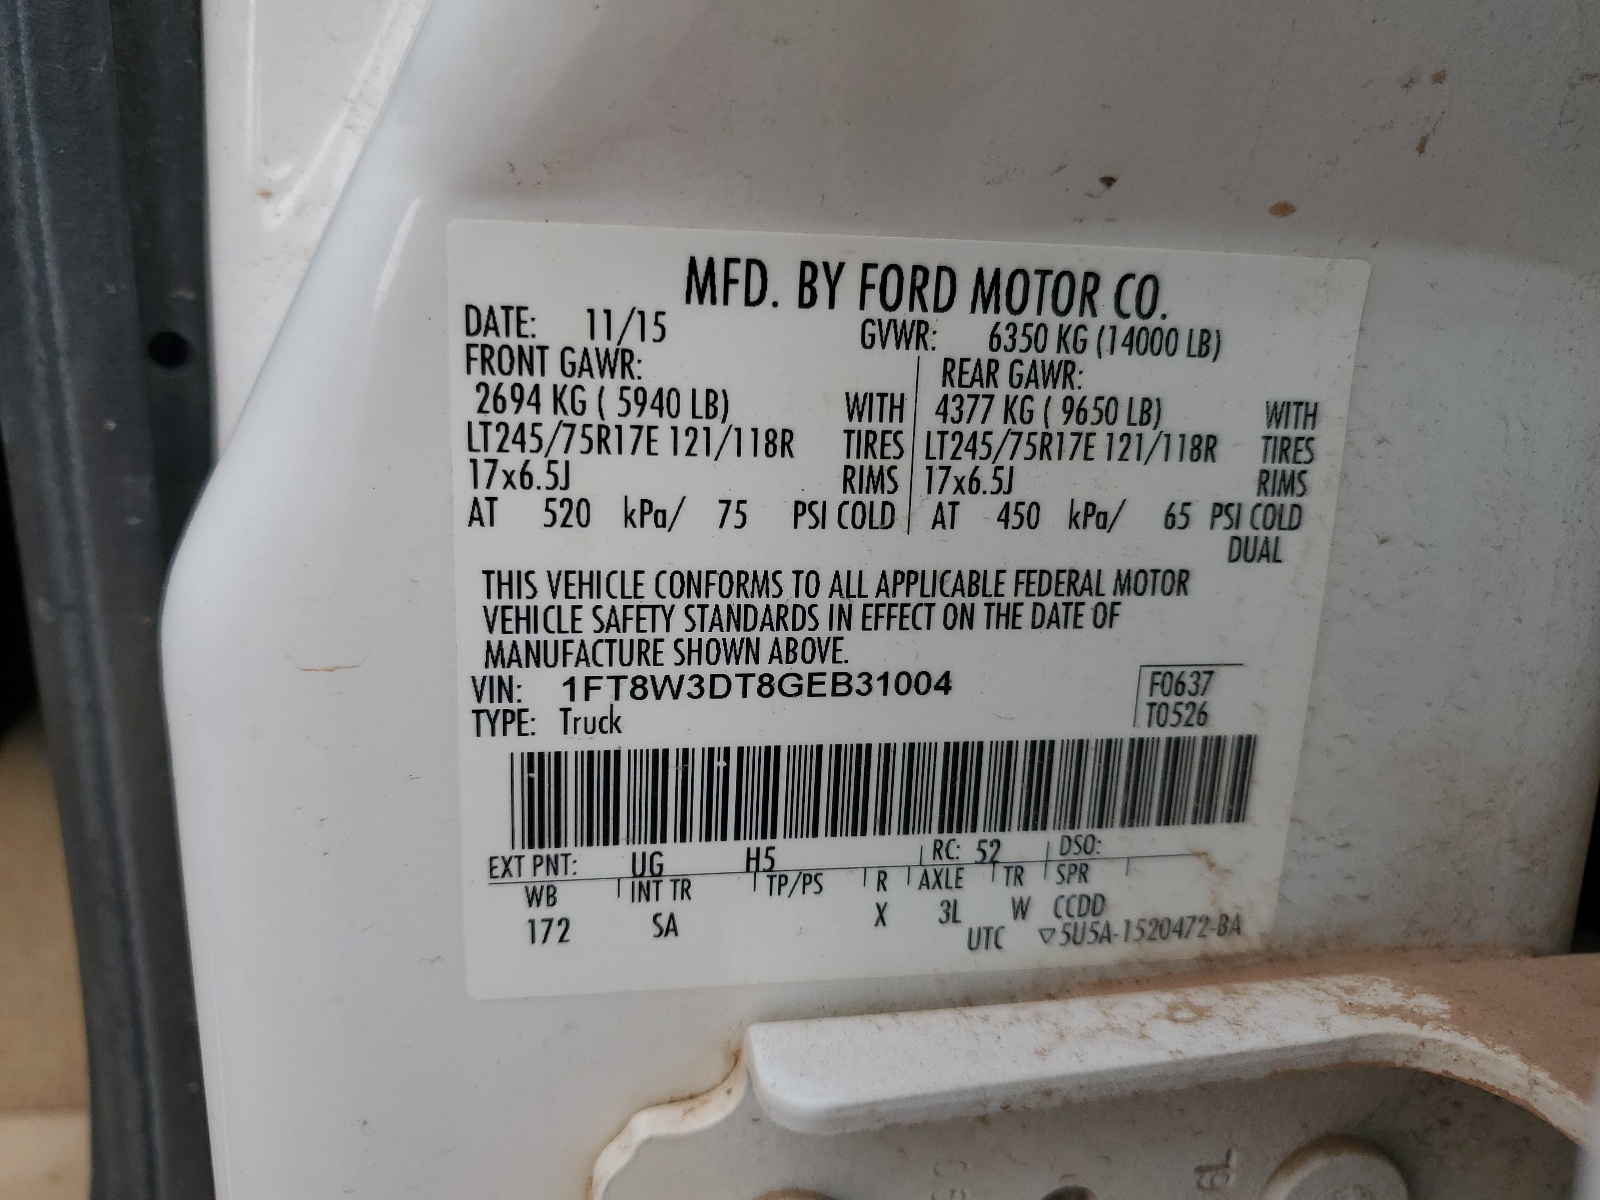 MFD. BY FORD MOTOR CO.
DATE: 11/15 GVWR: 6350 KG (14000 LB)
FRONT GAWR: REAR GAWR:
2694 KG ( 5940 LB) WITH 4377 KG ( 9650 LB) WITH
LT245/75R17E 121/118R TIRES LT245/75R17E 121/118R TIRES
17x6.5J RIMS 17x6.5J RIMS
AT 520 kPa/ 75 PSI COLD AT 450 kPa/ 65 PSI COLD
DUAL
THIS VEHICLE CONFORMS TO ALL APPLICABLE FEDERAL MOTOR
VEHICLE SAFETY STANDARDS IN EFFECT ON THE DATE OF
MANUFACTURE SHOWN ABOVE.
VIN: 1FT8W3DT8GEB31004 F0637
TYPE: Truck T0526
EXT PNT: UG H5 RC: 52 DSO:
WB INT TR TP/PS R AXLE TR SPR
172 SA X 3L W CCDD
UTC ▽5U5A-1520472-BA